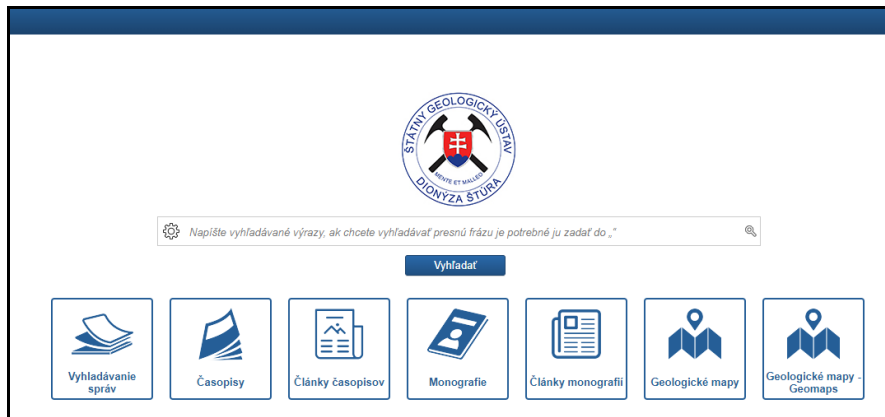 ŠTÁTNY GEOLOGICKÝ ÚSTAV
MENTE ET MALLEO
DIONÝZA ŠTÚRA
Napíšte vyhľadávané výrazy, ak chcete vyhľadávať presnú frázu je potrebné ju zadať do „“
Vyhľadať
Vyhladávanie
správ
Časopisy
Články časopisov
Monografie
Články monografií
Geologické mapy
Geologické mapy -
Geomaps